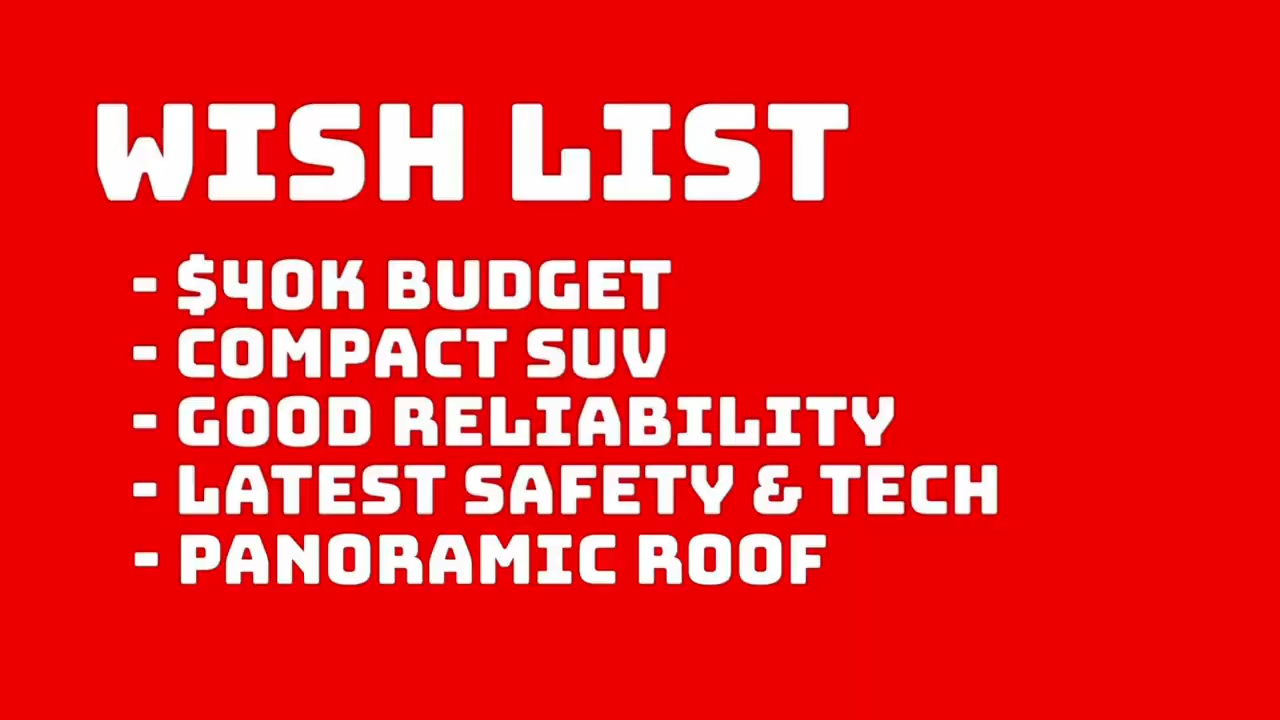 WISH LIST
- $40K BUDGET
- COMPACT SUV
- GOOD RELIABILITY
- LATEST SAFETY & TECH
- PANORAMIC ROOF